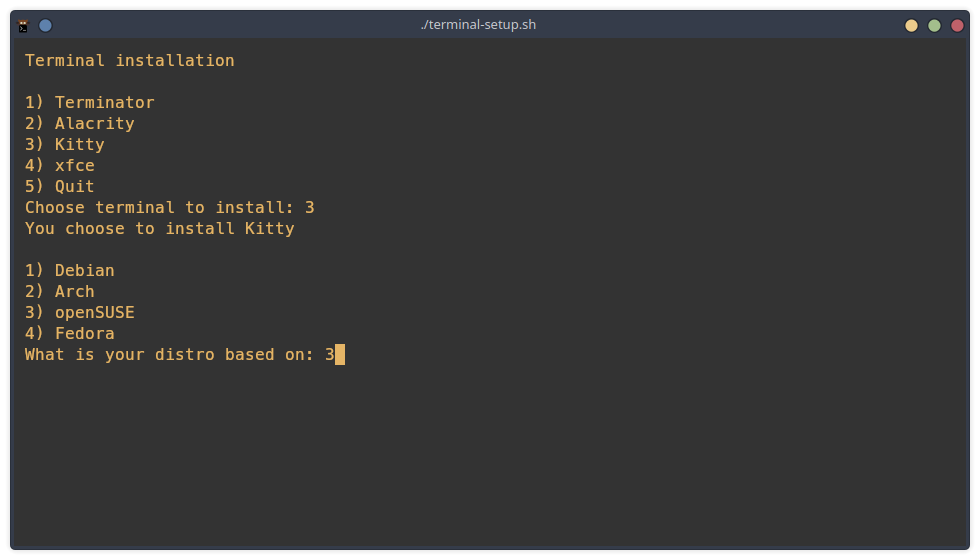 ./terminal-setup.sh
Terminal installation
1) Terminator
2) Alacrity
3) Kitty
4) xfce
5) Quit
Choose terminal to install: 3
You choose to install Kitty
1) Debian
2) Arch
3) openSUSE
4) Fedora
What is your distro based on: 3